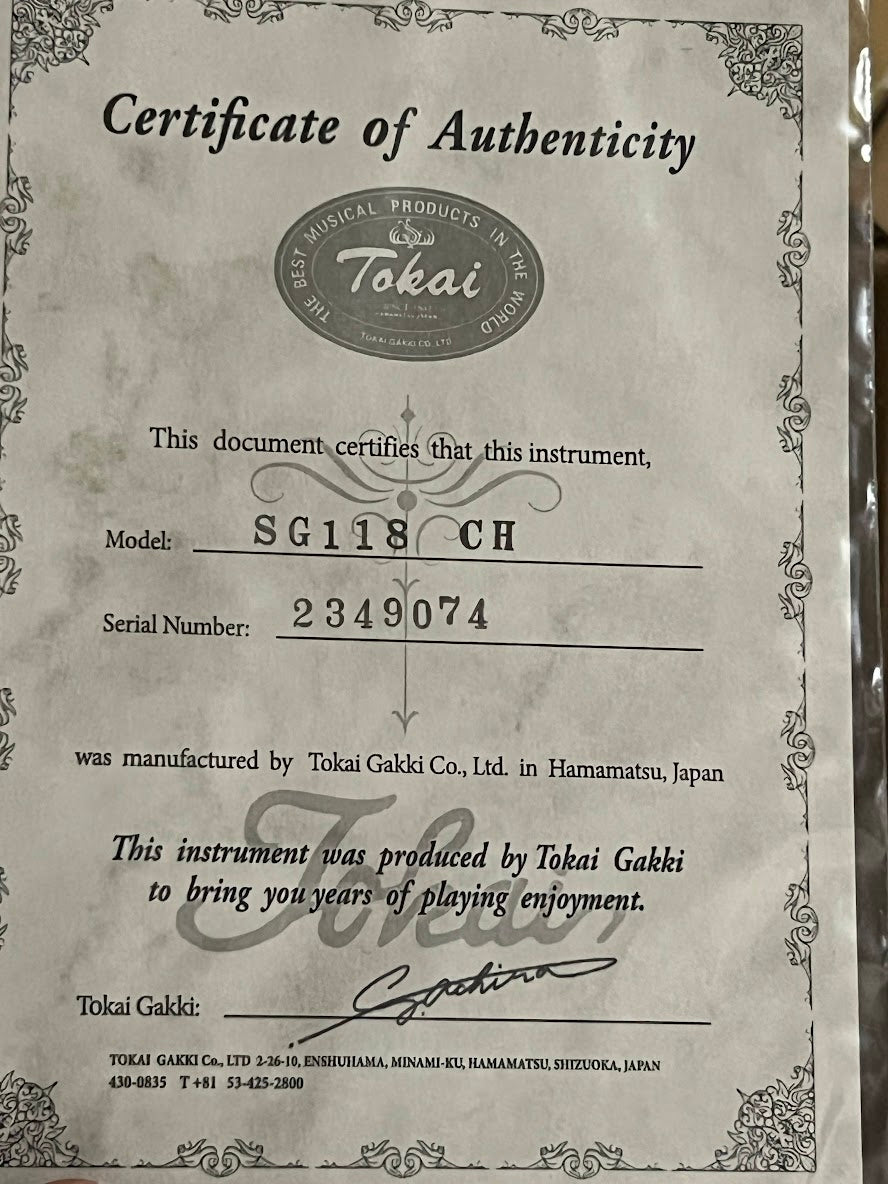 Certificate of Authenticity
THE BEST MUSICAL PRODUCTS IN THE WORLD
Tokai
TOKAI GAKKI CO., LTD
This document certifies that this instrument,
Model: SG118 CH
Serial Number: 2349074
was manufactured by Tokai Gakki Co., Ltd. in Hamamatsu, Japan
Tokai
This instrument was produced by Tokai Gakki
to bring you years of playing enjoyment.
Tokai Gakki:
TOKAI GAKKI Co., LTD 2-26-10, ENSHUHAMA, MINAMI-KU, HAMAMATSU, SHIZUOKA, JAPAN
430-0835 T +81 53-425-2800